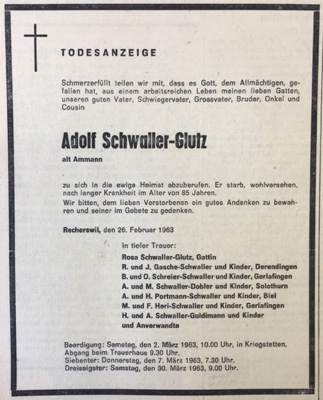 TODESANZEIGE
Schmerzerfüllt teilen wir mit, dass es Gott, dem Allmächtigen, ge-
fallen hat, aus einem arbeitsreichen Leben meinen lieben Gatten,
unseren guten Vater, Schwiegervater, Grossvater, Bruder, Onkel und
Cousin
Adolf Schwaller-Glutz
alt Ammann
zu sich in die ewige Heimat abzuberufen. Er starb, wohlversehen,
nach langer Krankheit im Alter von 85 Jahren.
Wir bitten, dem lieben Verstorbenen ein gutes Andenken zu bewah-
ren und seiner im Gebete zu gedenken.
Recherswil, den 26. Februar 1963
In tiefer Trauer:
Rosa Schwaller-Glutz, Gattin
R. und J. Gasche-Schwaller und Kinder, Derendingen
B. und O. Schreier-Schwaller und Kinder, Gerlafingen
A. und M. Schwaller-Dobler und Kinder, Solothurn
A. und H. Portmann-Schwaller und Kinder, Biel
M. und F. Heri-Schwaller und Kinder, Gerlafingen
H. und A. Schwaller-Guldimann und Kinder
und Anverwandte
Beerdigung: Samstag, den 2. März 1963, 10.00 Uhr, in Kriegstetten.
Abgang beim Trauerhaus 9.30 Uhr.
Siebenter: Donnerstag, den 7. März 1963, 7.30 Uhr.
Dreissigster: Samstag, den 30. März 1963, 9.00 Uhr.